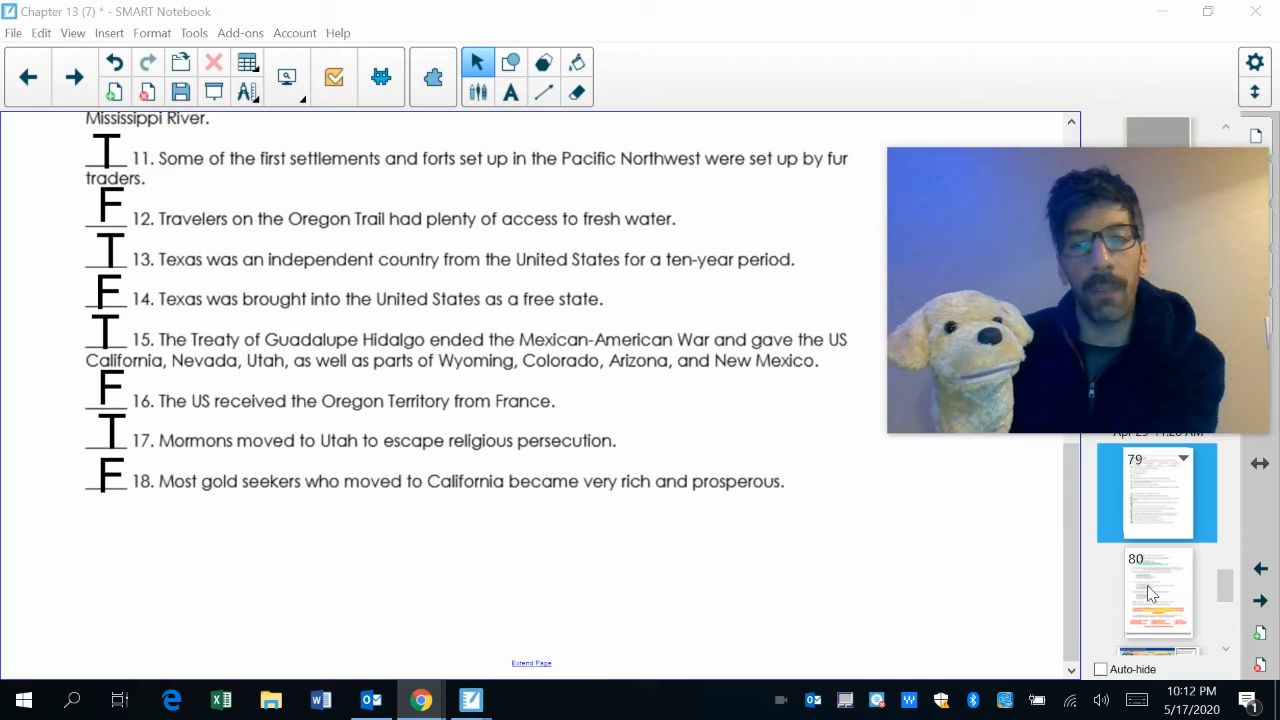 Chapter 13 (7) * - SMART Notebook
File Edit View Insert Format Tools Add-ons Account Help
Mississippi River.
T 11. Some of the first settlements and forts set up in the Pacific Northwest were set up by fur
traders.
F 12. Travelers on the Oregon Trail had plenty of access to fresh water.
T 13. Texas was an independent country from the United States for a ten-year period.
F 14. Texas was brought into the United States as a free state.
T 15. The Treaty of Guadalupe Hidalgo ended the Mexican-American War and gave the US
California, Nevada, Utah, as well as parts of Wyoming, Colorado, Arizona, and New Mexico.
F 16. The US received the Oregon Territory from France.
T 17. Mormons moved to Utah to escape religious persecution.
F 18. Most gold seekers who moved to California became very rich and prosperous.
Extend Page
79
80
Auto-hide
10:12 PM
5/17/2020
1